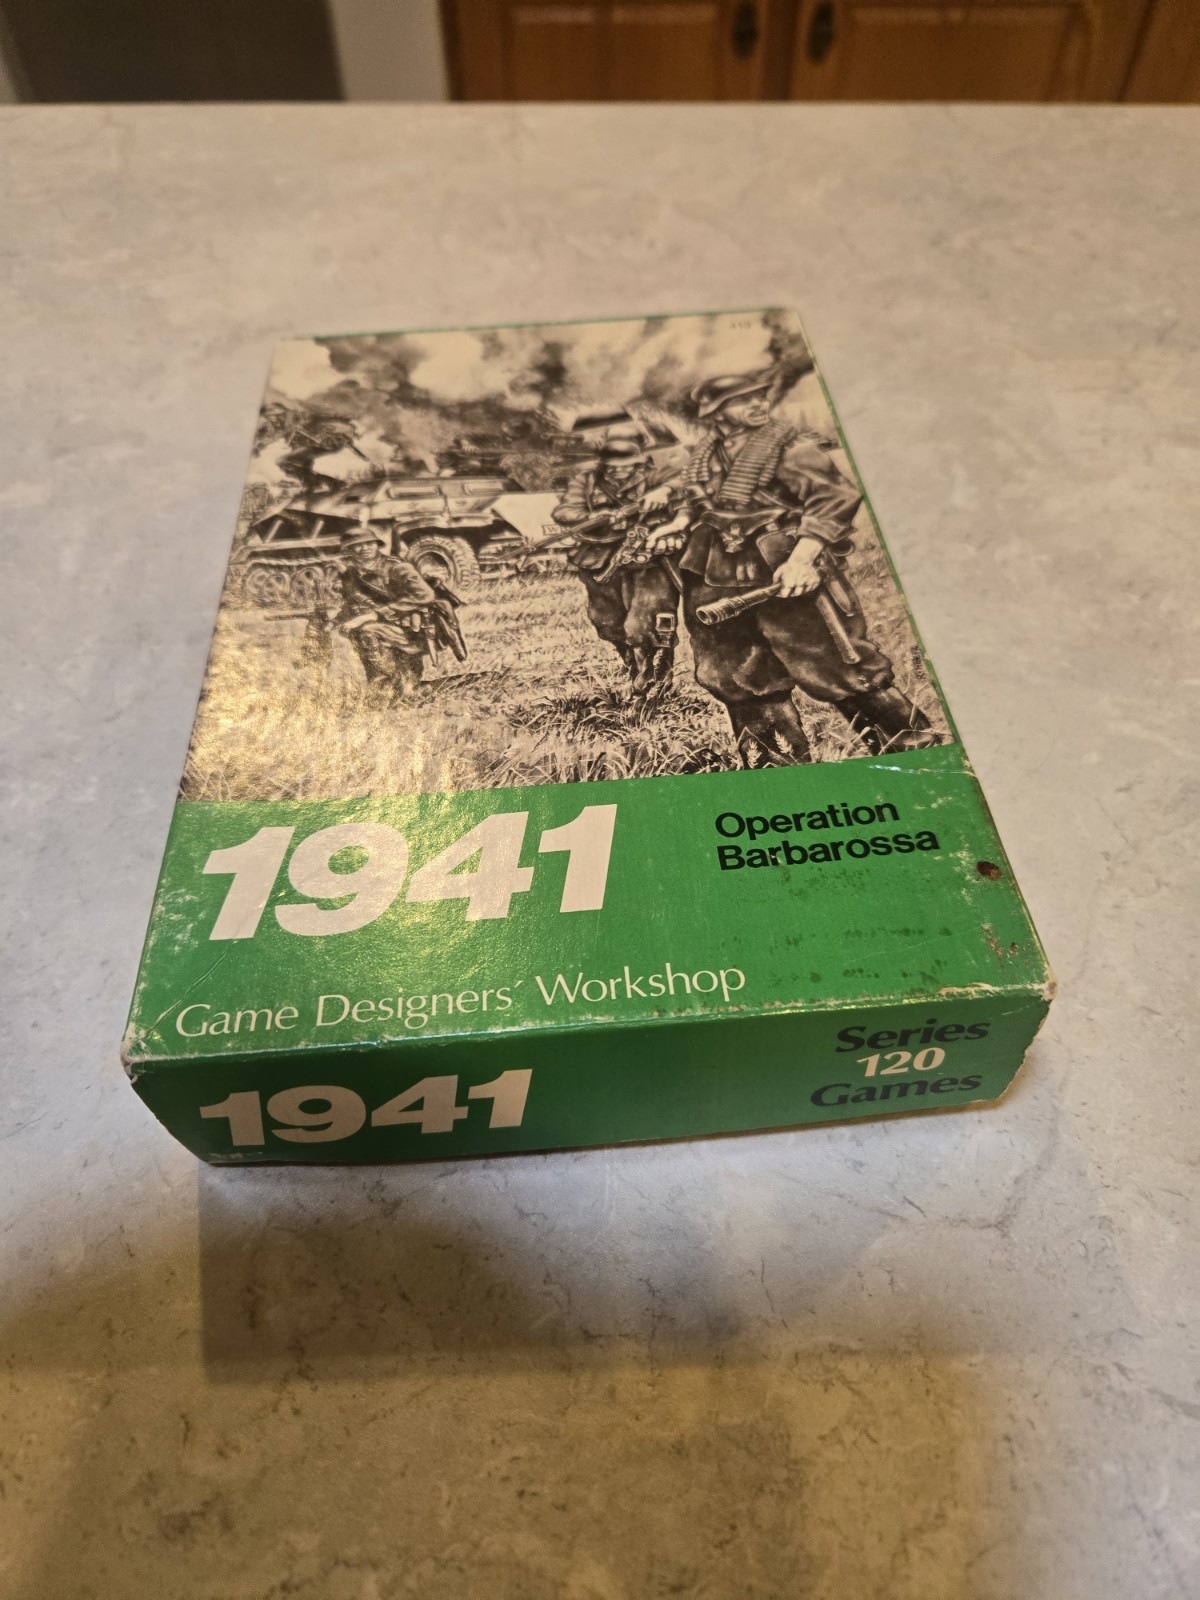 1941
Operation
Barbarossa
Game Designers' Workshop
1941
Series
120
Games